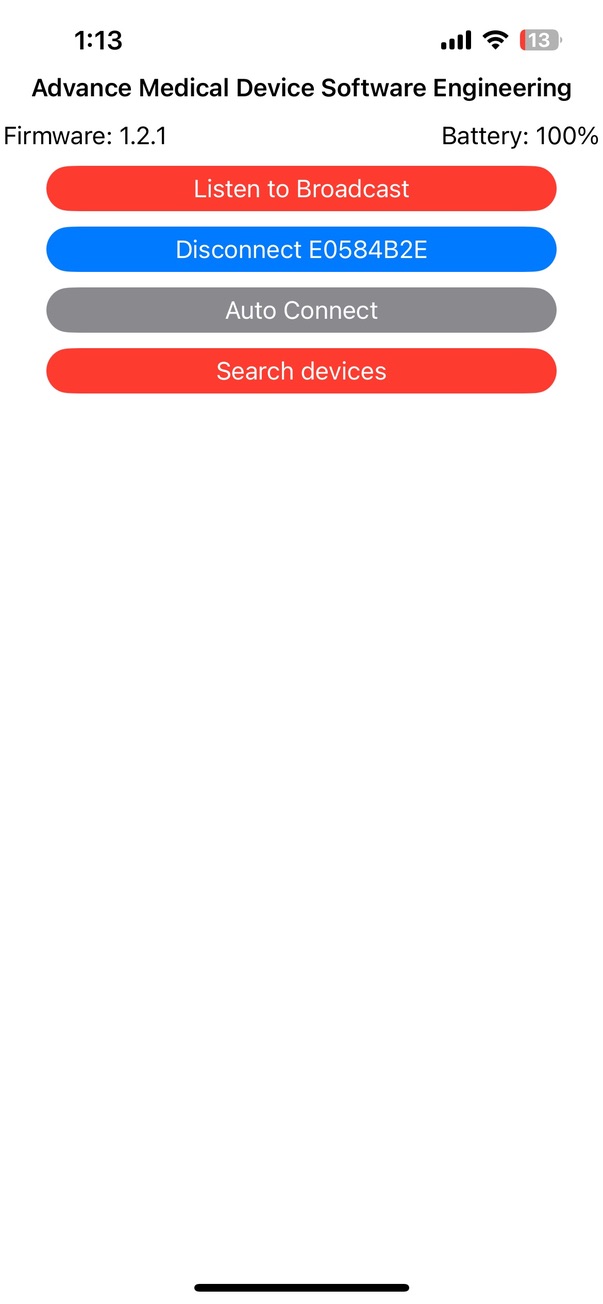 1:13
13
Advance Medical Device Software Engineering
Firmware: 1.2.1 Battery: 100%
Listen to Broadcast
Disconnect E0584B2E
Auto Connect
Search devices